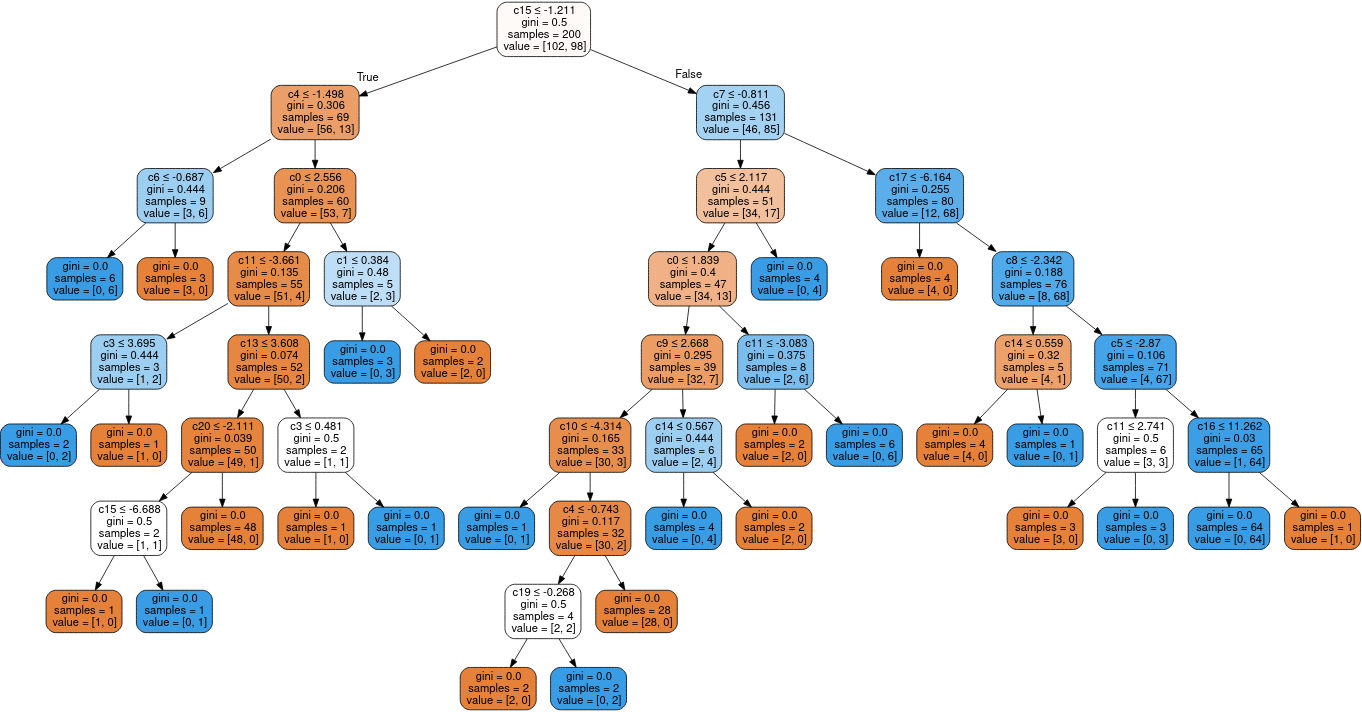 c15 ≤ -1.211
gini = 0.5
samples = 200
value = [102, 98]
True
False
c4 ≤ -1.498
gini = 0.306
samples = 69
value = [56, 13]
c7 ≤ -0.811
gini = 0.456
samples = 131
value = [46, 85]
c6 ≤ -0.687
gini = 0.444
samples = 9
value = [3, 6]
c0 ≤ 2.556
gini = 0.206
samples = 60
value = [53, 7]
c5 ≤ 2.117
gini = 0.444
samples = 51
value = [34, 17]
c17 ≤ -6.164
gini = 0.255
samples = 80
value = [12, 68]
gini = 0.0
samples = 6
value = [0, 6]
gini = 0.0
samples = 3
value = [3, 0]
c11 ≤ -3.661
gini = 0.135
samples = 55
value = [51, 4]
c1 ≤ 0.384
gini = 0.48
samples = 5
value = [2, 3]
c0 ≤ 1.839
gini = 0.4
samples = 47
value = [34, 13]
gini = 0.0
samples = 4
value = [0, 4]
gini = 0.0
samples = 4
value = [4, 0]
c8 ≤ -2.342
gini = 0.188
samples = 76
value = [8, 68]
c3 ≤ 3.695
gini = 0.444
samples = 3
value = [1, 2]
c13 ≤ 3.608
gini = 0.074
samples = 52
value = [50, 2]
gini = 0.0
samples = 3
value = [0, 3]
gini = 0.0
samples = 2
value = [2, 0]
c9 ≤ 2.668
gini = 0.295
samples = 39
value = [32, 7]
c11 ≤ -3.083
gini = 0.375
samples = 8
value = [2, 6]
c14 ≤ 0.559
gini = 0.32
samples = 5
value = [4, 1]
c5 ≤ -2.87
gini = 0.106
samples = 71
value = [4, 67]
gini = 0.0
samples = 2
value = [0, 2]
gini = 0.0
samples = 1
value = [1, 0]
c20 ≤ -2.111
gini = 0.039
samples = 50
value = [49, 1]
c3 ≤ 0.481
gini = 0.5
samples = 2
value = [1, 1]
c10 ≤ -4.314
gini = 0.165
samples = 33
value = [30, 3]
c14 ≤ 0.567
gini = 0.444
samples = 6
value = [2, 4]
gini = 0.0
samples = 2
value = [2, 0]
gini = 0.0
samples = 6
value = [0, 6]
gini = 0.0
samples = 4
value = [4, 0]
gini = 0.0
samples = 1
value = [0, 1]
c11 ≤ 2.741
gini = 0.5
samples = 6
value = [3, 3]
c16 ≤ 11.262
gini = 0.03
samples = 65
value = [1, 64]
c15 ≤ -6.688
gini = 0.5
samples = 2
value = [1, 1]
gini = 0.0
samples = 48
value = [48, 0]
gini = 0.0
samples = 1
value = [1, 0]
gini = 0.0
samples = 1
value = [0, 1]
gini = 0.0
samples = 1
value = [0, 1]
c4 ≤ -0.743
gini = 0.117
samples = 32
value = [30, 2]
gini = 0.0
samples = 4
value = [0, 4]
gini = 0.0
samples = 2
value = [2, 0]
gini = 0.0
samples = 3
value = [3, 0]
gini = 0.0
samples = 3
value = [0, 3]
gini = 0.0
samples = 64
value = [0, 64]
gini = 0.0
samples = 1
value = [1, 0]
gini = 0.0
samples = 1
value = [1, 0]
gini = 0.0
samples = 1
value = [0, 1]
c19 ≤ -0.268
gini = 0.5
samples = 4
value = [2, 2]
gini = 0.0
samples = 28
value = [28, 0]
gini = 0.0
samples = 2
value = [2, 0]
gini = 0.0
samples = 2
value = [0, 2]